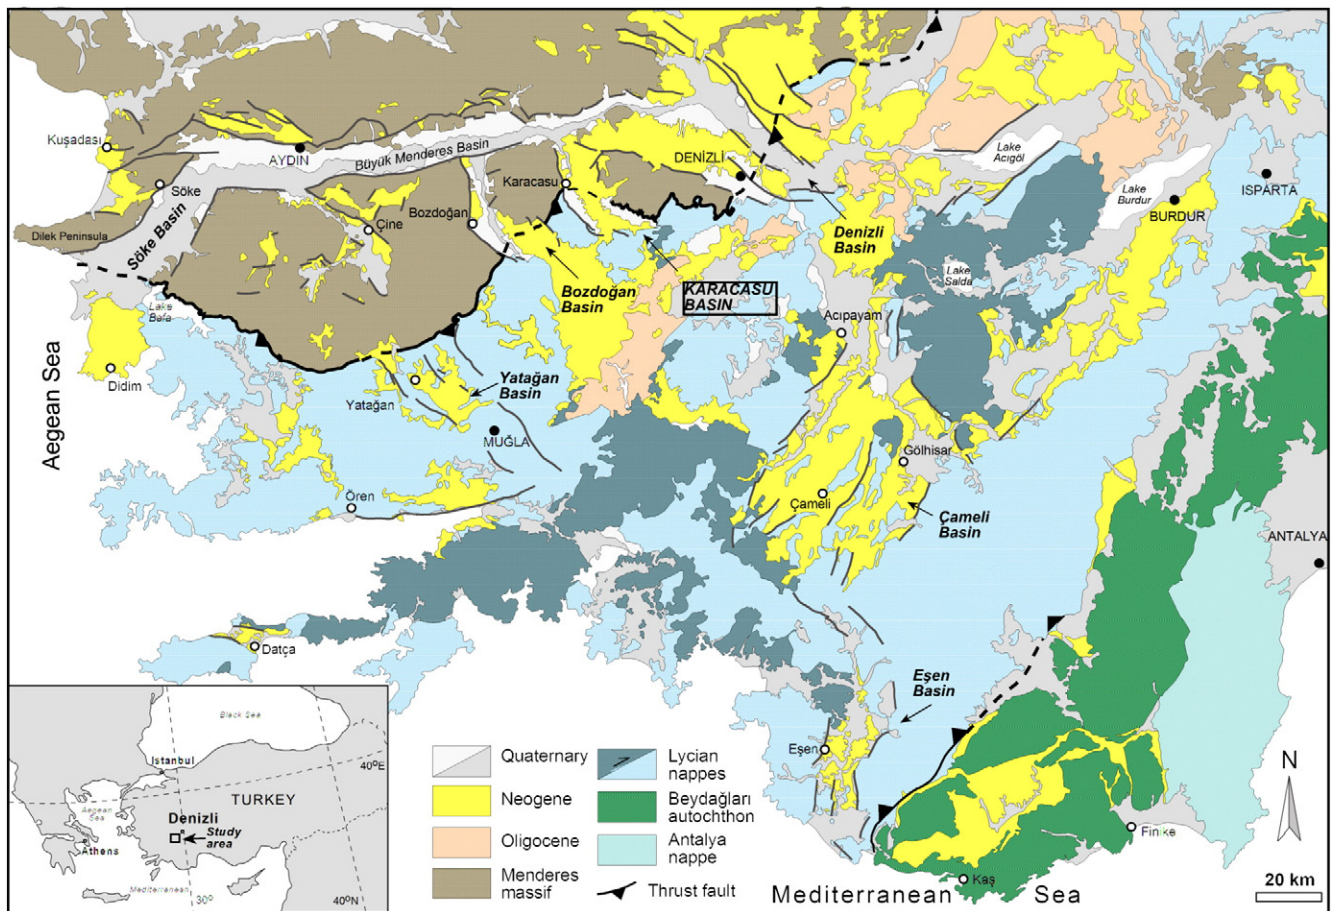 Kuşadası
AYDIN
Büyük Menderes Basin
DENİZLİ
Lake
Acıgöl
Karacasu
Söke
Lake
Burdur
ISPARTA
BURDUR
Bozdoğan
Çine
Dilek Peninsula
Söke Basin
Denizli
Basin
Lake
Salda
Bozdoğan
Basin
KARACASU
BASIN
Lake
Bafa
Acıpayam
Aegean Sea
Didim
Yatağan
Basin
Yatağan
MUĞLA
Gölhisar
Ören
Çameli
Çameli
Basin
ANTALYA
Datça
Eşen
Basin
Eşen
Finike
Kaş
Mediterranean Sea
N
20 km
Black Sea
Istanbul
40ºE
TURKEY
Aegean
Sea
Denizli
Study
area
Athens
Mediterranean
30º
40ºN
Quaternary
Neogene
Oligocene
Menderes
massif
Lycian
nappes
Beydağları
autochthon
Antalya
nappe
Thrust fault